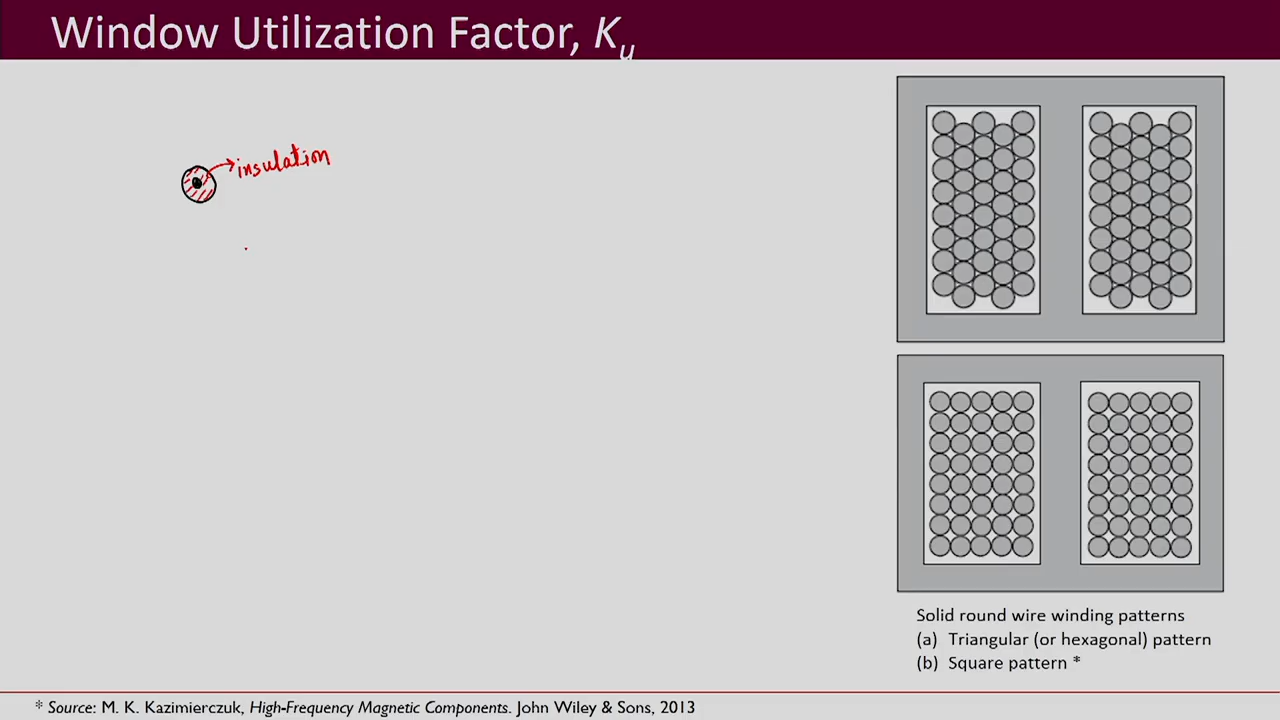 Window Utilization Factor, Ku
insulation
Solid round wire winding patterns
(a) Triangular (or hexagonal) pattern
(b) Square pattern *
* Source: M. K. Kazimierczuk, High-Frequency Magnetic Components. John Wiley & Sons, 2013